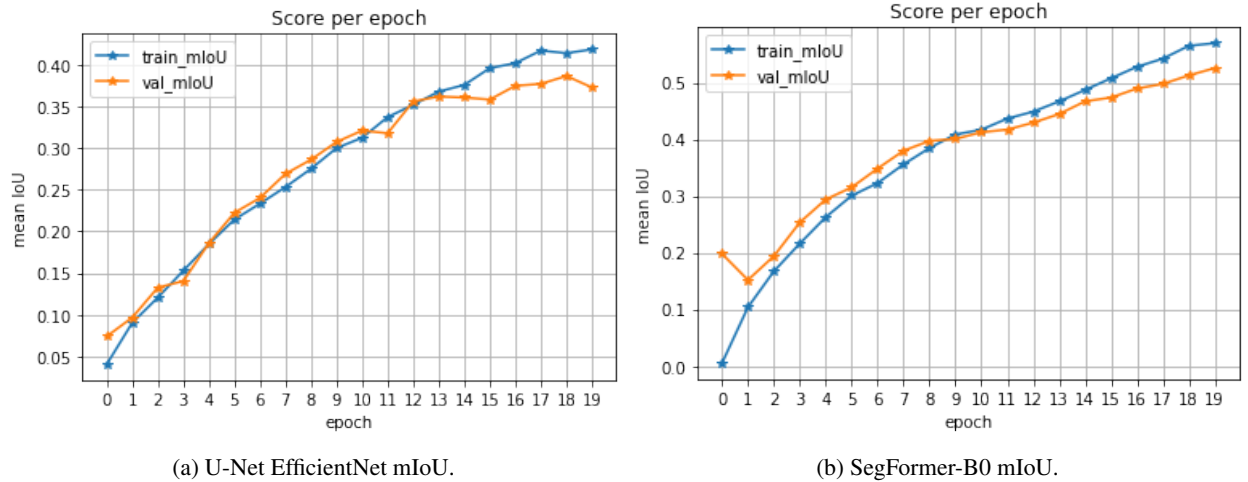 Score per epoch
train_mIoU
val_mIoU
0.40
0.35
0.30
0.25
0.20
0.15
0.10
0.05
mean IoU
0 1 2 3 4 5 6 7 8 9 10 11 12 13 14 15 16 17 18 19
epoch
(a) U-Net EfficientNet mIoU.
Score per epoch
train_mIoU
val_mIoU
0.5
0.4
0.3
0.2
0.1
0.0
mean IoU
0 1 2 3 4 5 6 7 8 9 10 11 12 13 14 15 16 17 18 19
epoch
(b) SegFormer-B0 mIoU.